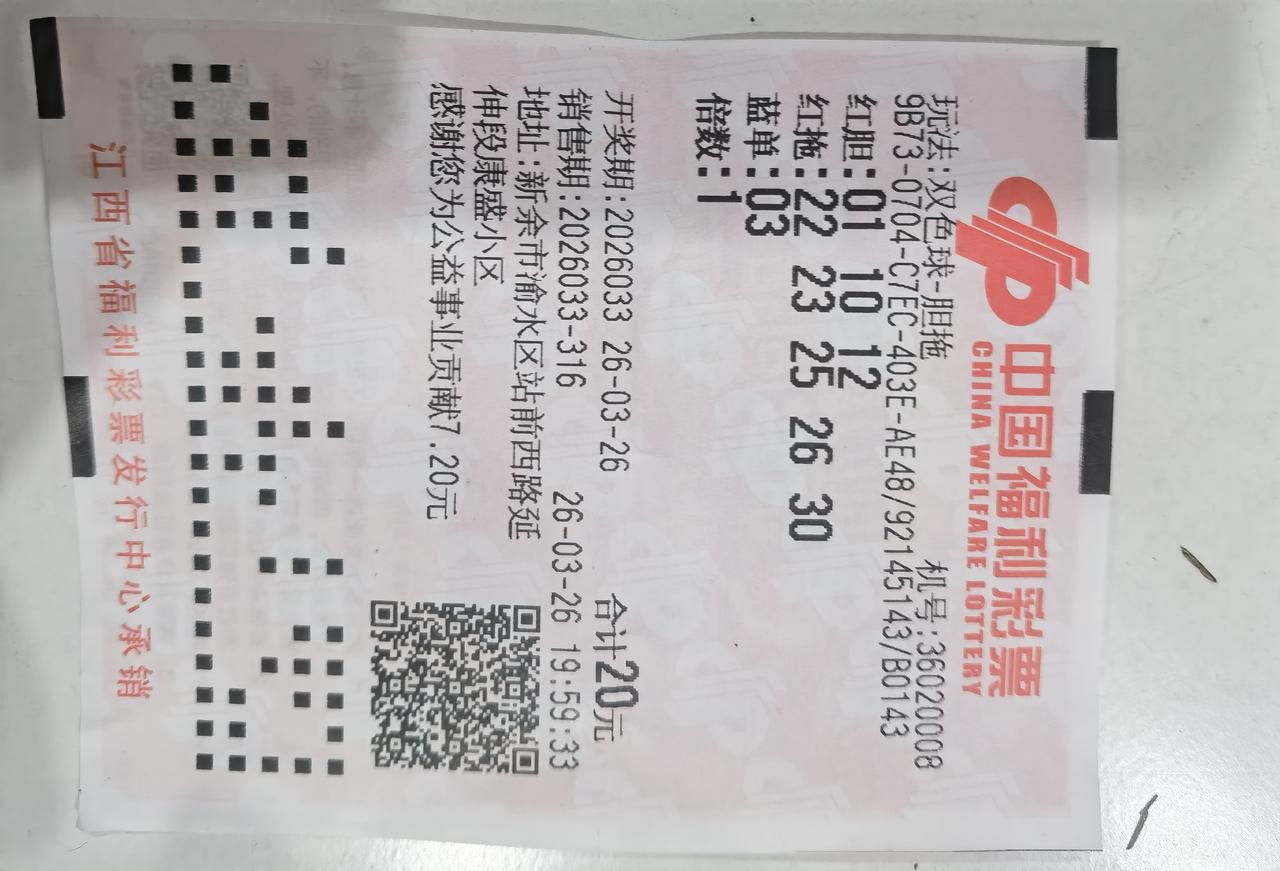 中国福利彩票
CHINA WELFARE LOTTERY
玩法:双色球-胆拖 机号:36020008
9B73-0704-C7EC-403E-AE48/92145143/B0143
红胆:01 10 12
红拖:22 23 25 26 30
蓝单:03
倍数:1
开奖期:2026033 26-03-26 合计20元
销售期:2026033-316 26-03-26 19:59:33
地址:新余市渝水区站前西路延
伸段康盛小区
感谢您为公益事业贡献7.20元
江西省福利彩票发行中心承销